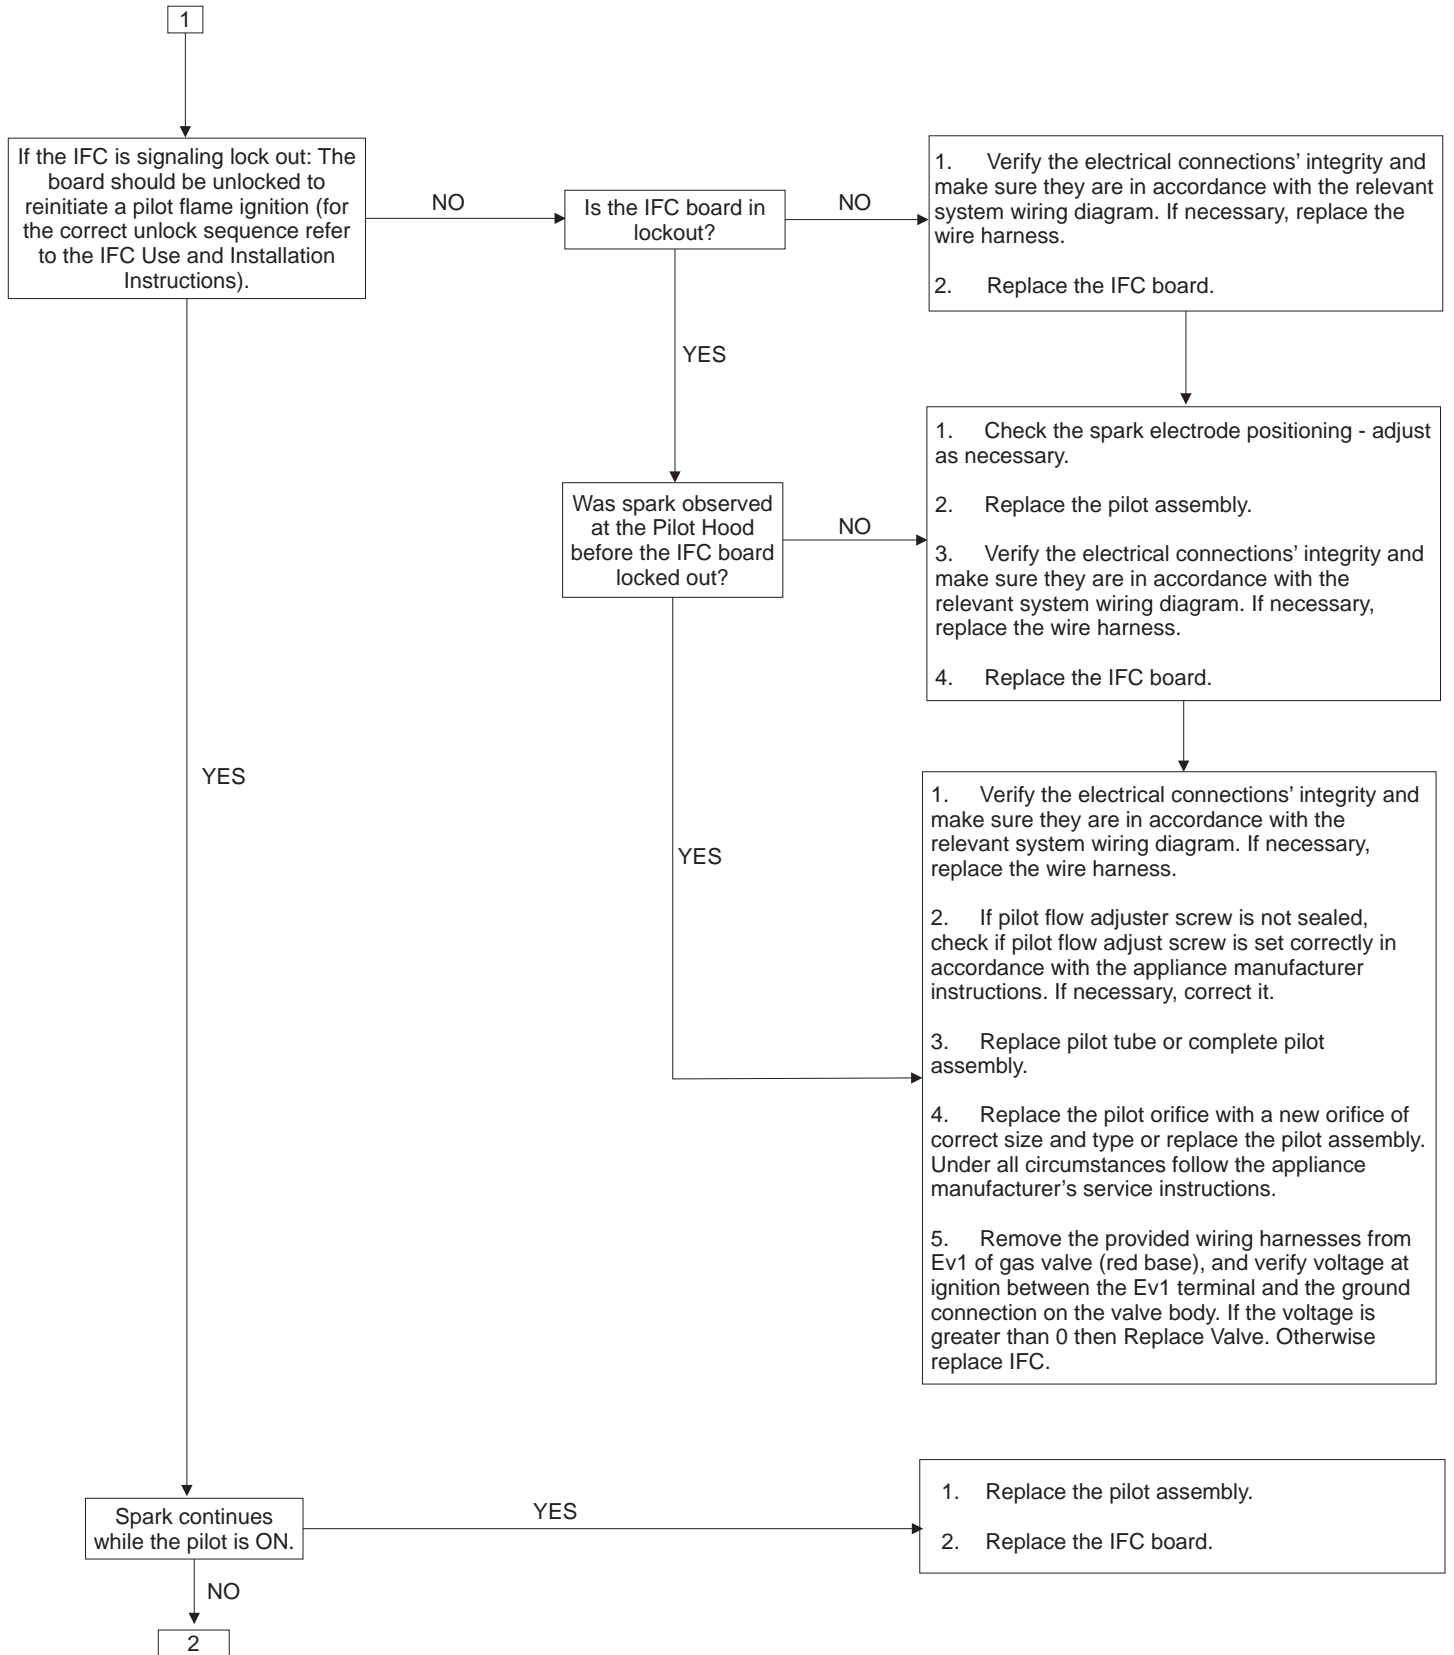 1
If the IFC is signaling lock out: The
board should be unlocked to
reinitiate a pilot flame ignition (for
the correct unlock sequence refer
to the IFC Use and Installation
Instructions).
NO
Is the IFC board in
lockout?
NO
1. Verify the electrical connections’ integrity and
make sure they are in accordance with the relevant
system wiring diagram. If necessary, replace the
wire harness.
2. Replace the IFC board.
YES
Was spark observed
at the Pilot Hood
before the IFC board
locked out?
NO
1. Check the spark electrode positioning - adjust
as necessary.
2. Replace the pilot assembly.
3. Verify the electrical connections’ integrity and
make sure they are in accordance with the
relevant system wiring diagram. If necessary,
replace the wire harness.
4. Replace the IFC board.
YES
YES
1. Verify the electrical connections’ integrity and
make sure they are in accordance with the
relevant system wiring diagram. If necessary,
replace the wire harness.
2. If pilot flow adjuster screw is not sealed,
check if pilot flow adjust screw is set correctly in
accordance with the appliance manufacturer
instructions. If necessary, correct it.
3. Replace pilot tube or complete pilot
assembly.
4. Replace the pilot orifice with a new orifice of
correct size and type or replace the pilot assembly.
Under all circumstances follow the appliance
manufacturer’s service instructions.
5. Remove the provided wiring harnesses from
Ev1 of gas valve (red base), and verify voltage at
ignition between the Ev1 terminal and the ground
connection on the valve body. If the voltage is
greater than 0 then Replace Valve. Otherwise
replace IFC.
Spark continues
while the pilot is ON.
YES
1. Replace the pilot assembly.
2. Replace the IFC board.
NO
2